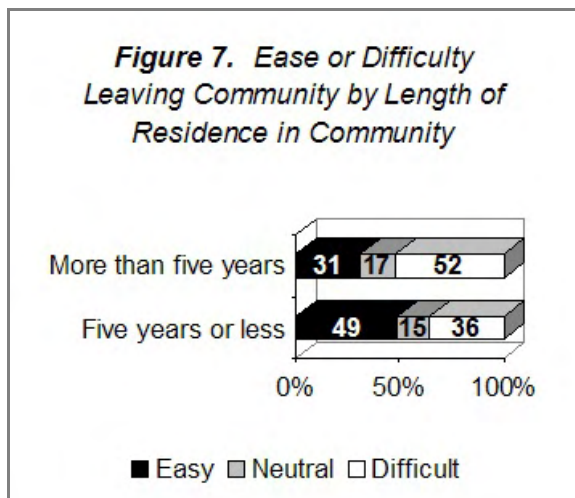 Figure 7. Ease or Difficulty
Leaving Community by Length of
Residence in Community
More than five years 31 17 52
Five years or less 49 15 36
0% 50% 100%
Easy Neutral Difficult